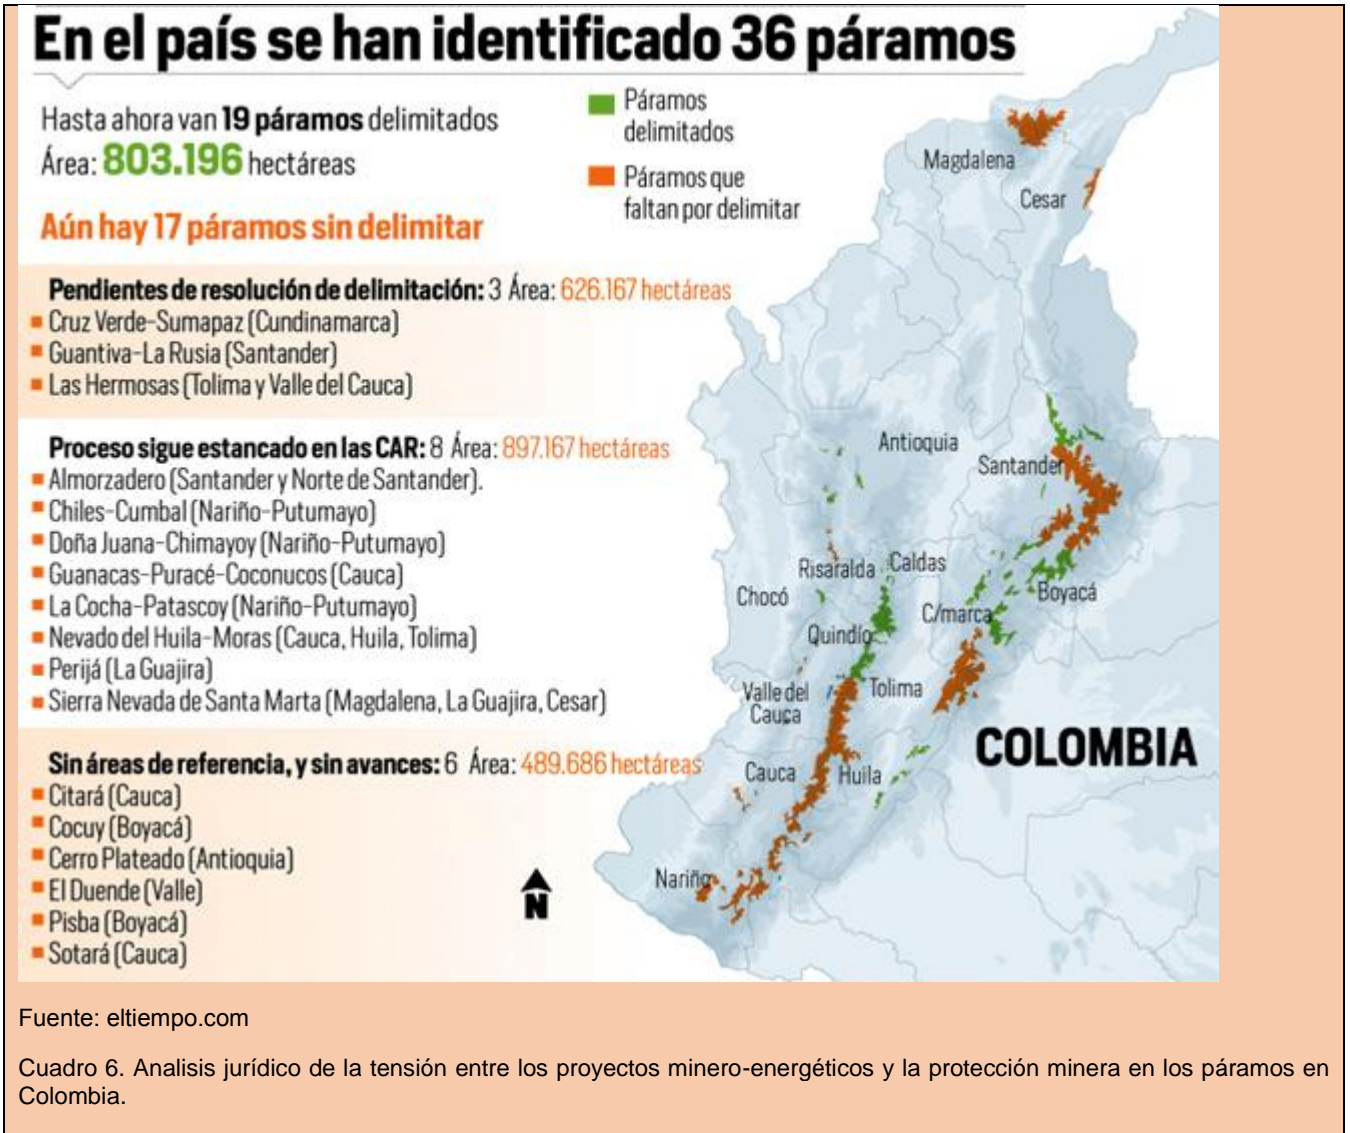 En el país se han identificado 36 páramos
Hasta ahora van 19 páramos delimitados
Área: 803.196 hectáreas
Aún hay 17 páramos sin delimitar
Páramos
delimitados
Páramos que
faltan por delimitar
Pendientes de resolución de delimitación: 3 Área: 626.167 hectáreas
Cruz Verde-Sumapaz (Cundinamarca)
Guantiva-La Rusia (Santander)
Las Hermosas (Tolima y Valle del Cauca)
Proceso sigue estancado en las CAR: 8 Área: 897.167 hectáreas
Almorzadero (Santander y Norte de Santander).
Chiles-Cumbal (Nariño-Putumayo)
Doña Juana-Chimayoy (Nariño-Putumayo)
Guanacas-Puracé-Coconucos (Cauca)
La Cocha-Patascoy (Nariño-Putumayo)
Nevado del Huila-Moras (Cauca, Huila, Tolima)
Perijá (La Guajira)
Sierra Nevada de Santa Marta (Magdalena, La Guajira, Cesar)
Sin áreas de referencia, y sin avances: 6 Área: 489.686 hectáreas
Citará (Cauca)
Cocuy (Boyacá)
Cerro Plateado (Antioquia)
El Duende (Valle)
Pisba (Boyacá)
Sotará (Cauca)
N
Magdalena
Cesar
Antioquia
Santander
Risaralda
Caldas
Chocó
Boyacá
C/marca
Quindío
Valle del
Cauca
Tolima
COLOMBIA
Cauca
Huila
Nariño
Fuente: eltiempo.com
Cuadro 6. Analisis jurídico de la tensión entre los proyectos minero-energéticos y la protección minera en los páramos en
Colombia.